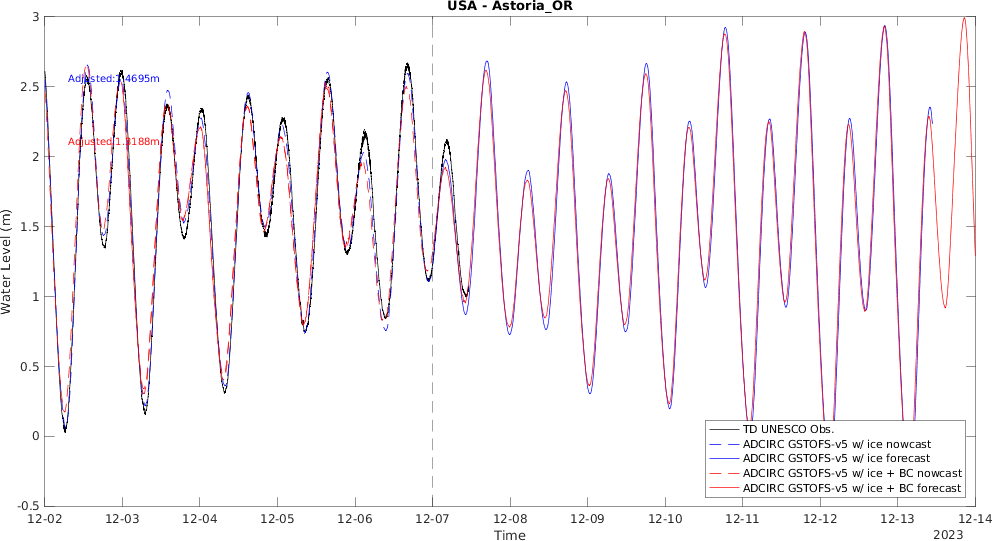 USA - Astoria_OR
3
2.5
2
1.5
1
0.5
0
-0.5
Water Level (m)
Adjusted:1.4695m
Adjusted:1.3188m
TD UNESCO Obs.
ADCIRC GSTOFS-v5 w/ ice nowcast
ADCIRC GSTOFS-v5 w/ ice forecast
ADCIRC GSTOFS-v5 w/ ice + BC nowcast
ADCIRC GSTOFS-v5 w/ ice + BC forecast
12-02 12-03 12-04 12-05 12-06 12-07 12-08 12-09 12-10 12-11 12-12 12-13 12-14
Time
2023